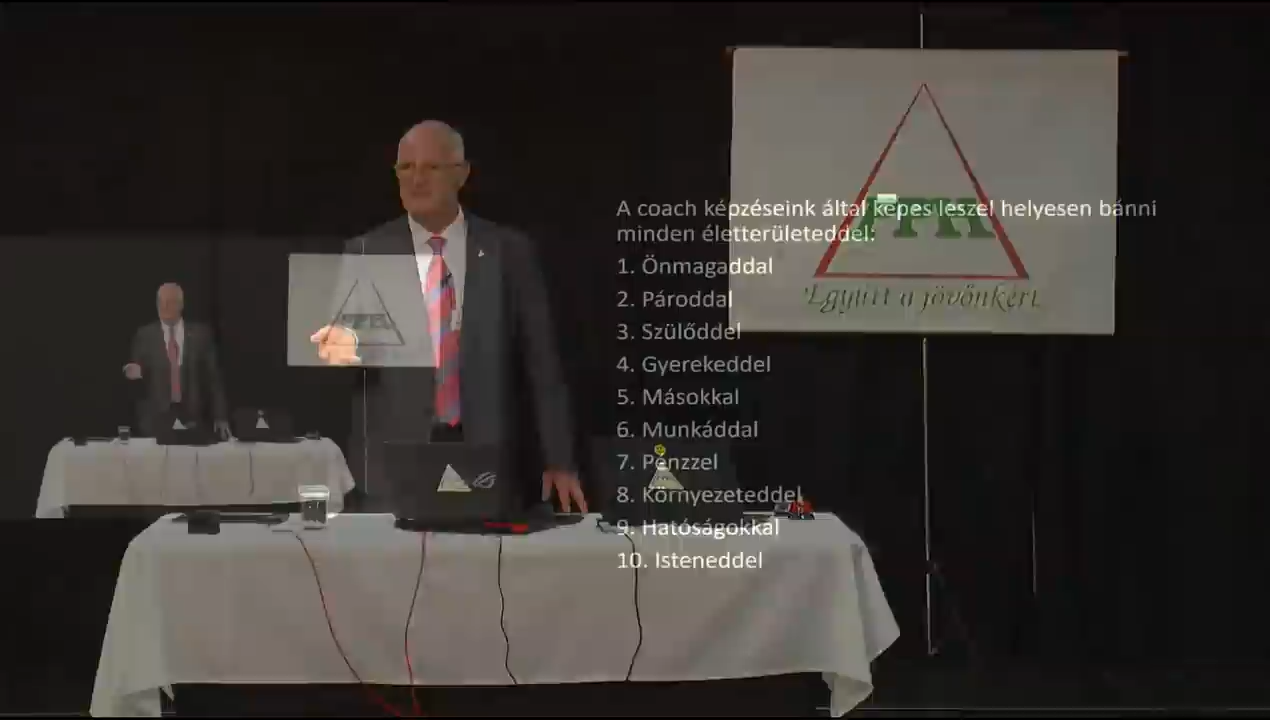 A coach képzéseink által képes leszel helyesen bánni
minden életterületeddel:
1. Önmagaddal
2. Pároddal
3. Szülőddel
4. Gyerekeddel
5. Másokkal
6. Munkáddal
7. Pénzzel
8. Környezeteddel
9. Hatóságokkal
10. Isteneddel
Együtt a jövőnkért